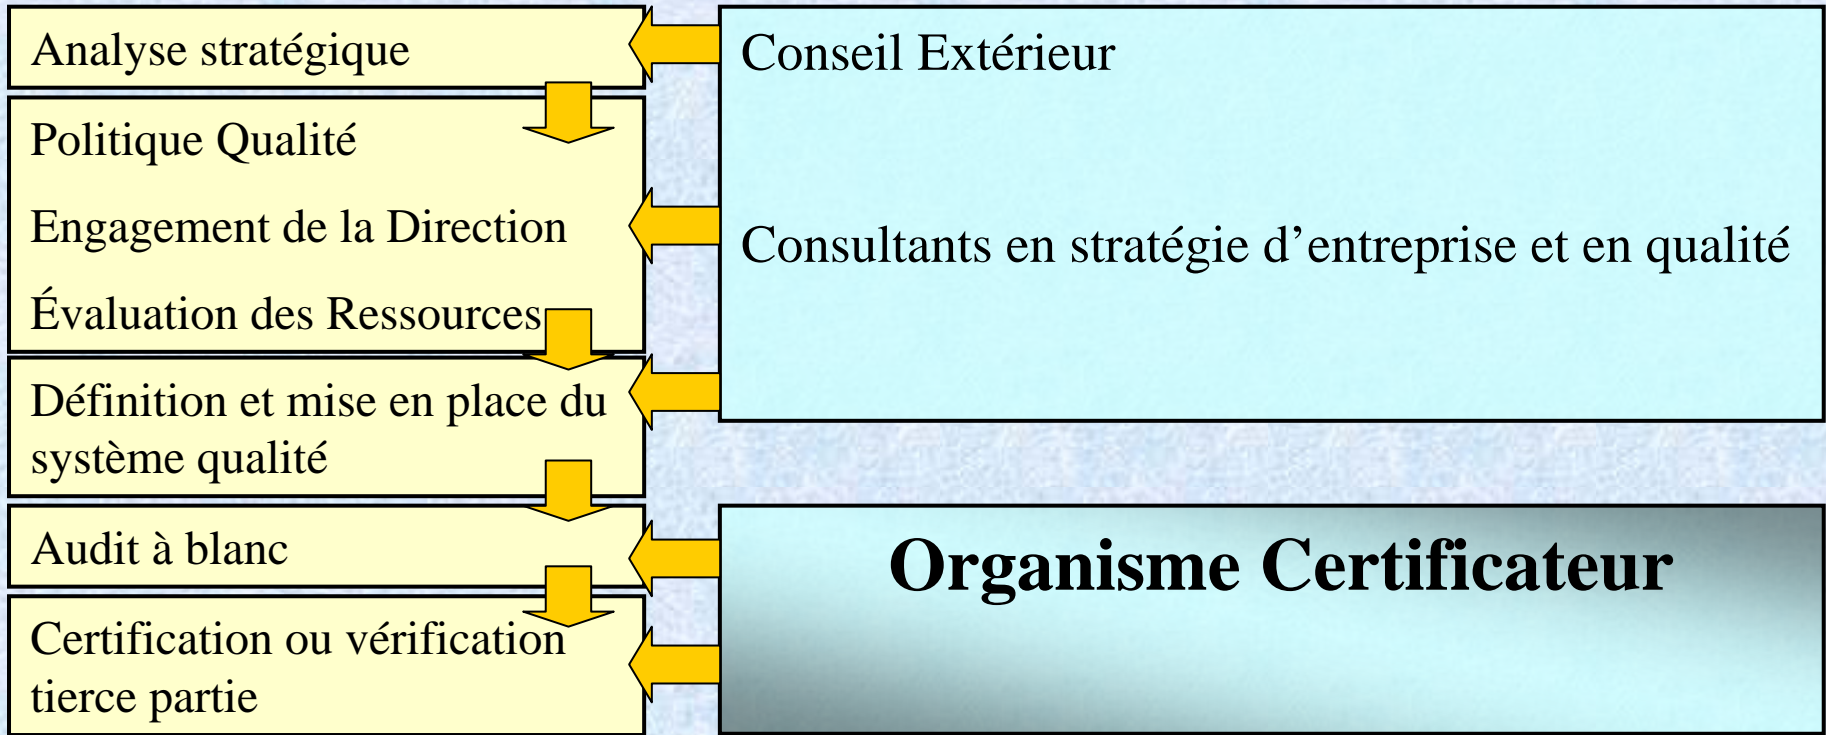 Analyse stratégique
Politique Qualité
Engagement de la Direction
Évaluation des Ressources
Définition et mise en place du
système qualité
Audit à blanc
Certification ou vérification
tierce partie
Conseil Extérieur
Consultants en stratégie d’entreprise et en qualité
Organisme Certificateur